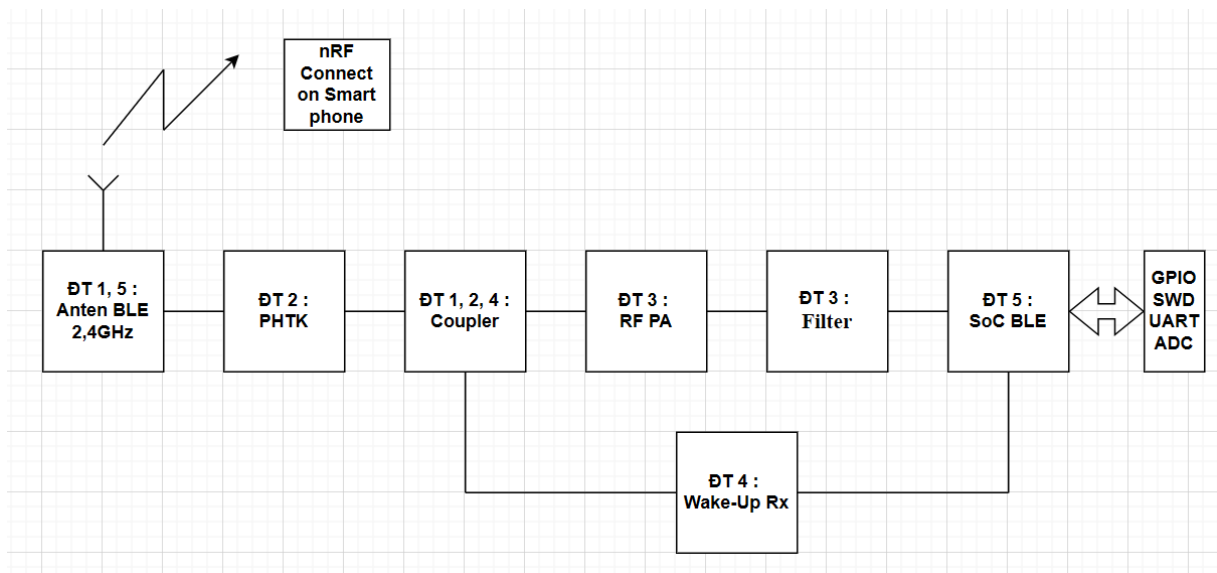 nRF
Connect
on Smart
phone
ĐT 1, 5 :
Anten BLE
2,4GHz
ĐT 2 :
PHTK
ĐT 1, 2, 4 :
Coupler
ĐT 3 :
RF PA
ĐT 3 :
Filter
ĐT 5 :
SoC BLE
GPIO
SWD
UART
ADC
ĐT 4 :
Wake-Up Rx